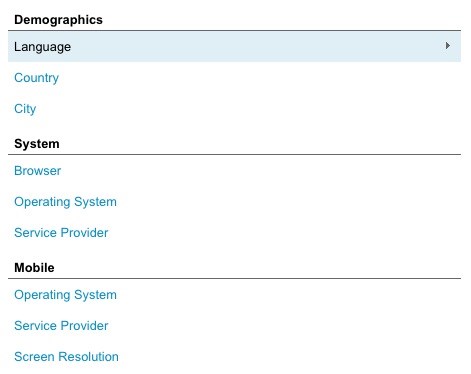 Demographics
Language
Country
City
System
Browser
Operating System
Service Provider
Mobile
Operating System
Service Provider
Screen Resolution